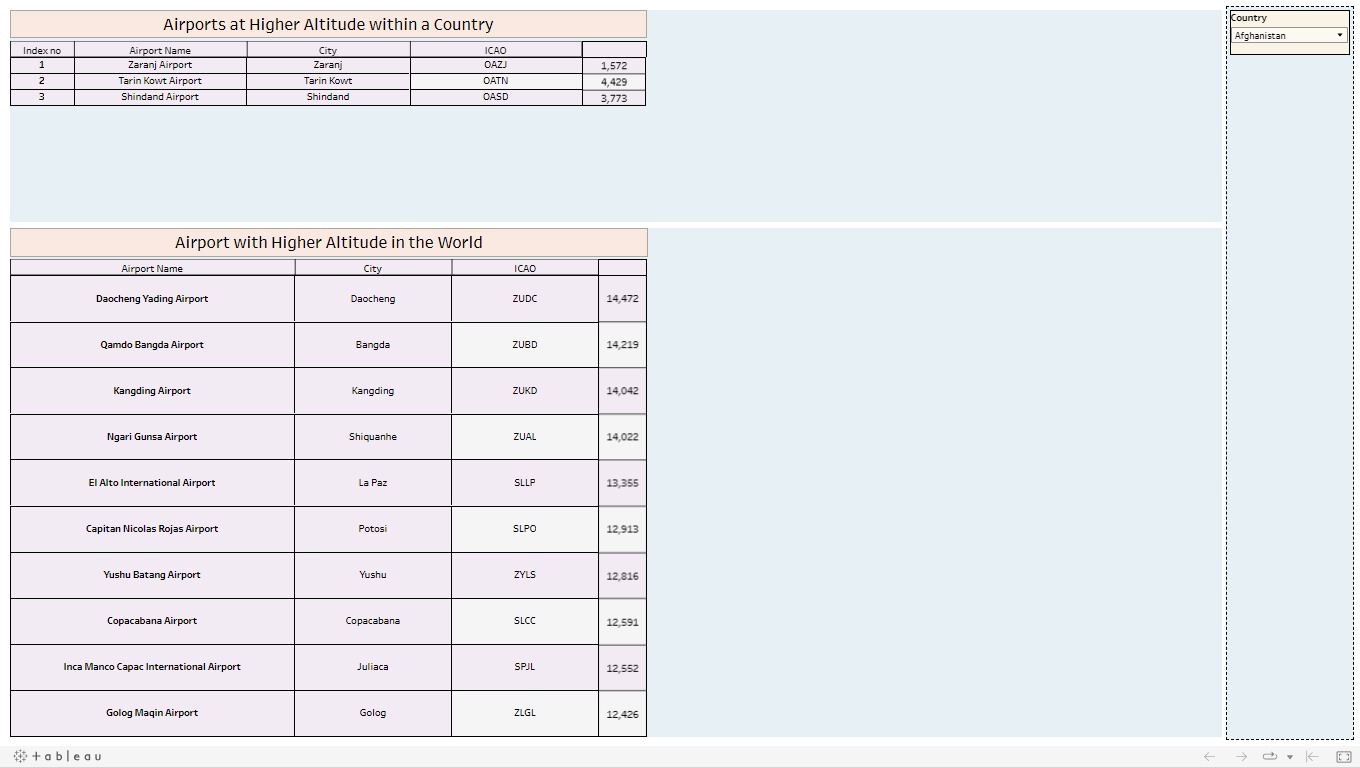 Airports at Higher Altitude within a Country
Index no Airport Name City ICAO
1 Zaranj Airport Zaranj OAZJ 1,572
2 Tarin Kowt Airport Tarin Kowt OATN 4,429
3 Shindand Airport Shindand OASD 3,773
Country
Afghanistan
Airport with Higher Altitude in the World
Airport Name City ICAO
Daocheng Yading Airport Daocheng ZUDC 14,472
Qamdo Bangda Airport Bangda ZUBD 14,219
Kangding Airport Kangding ZUKD 14,042
Ngari Gunsa Airport Shiquanhe ZUAL 14,022
El Alto International Airport La Paz SLLP 13,355
Capitan Nicolas Rojas Airport Potosi SLPO 12,913
Yushu Batang Airport Yushu ZYLS 12,816
Copacabana Airport Copacabana SLCC 12,591
Inca Manco Capac International Airport Juliaca SPJL 12,552
Golog Maqin Airport Golog ZLGL 12,426
+ableau